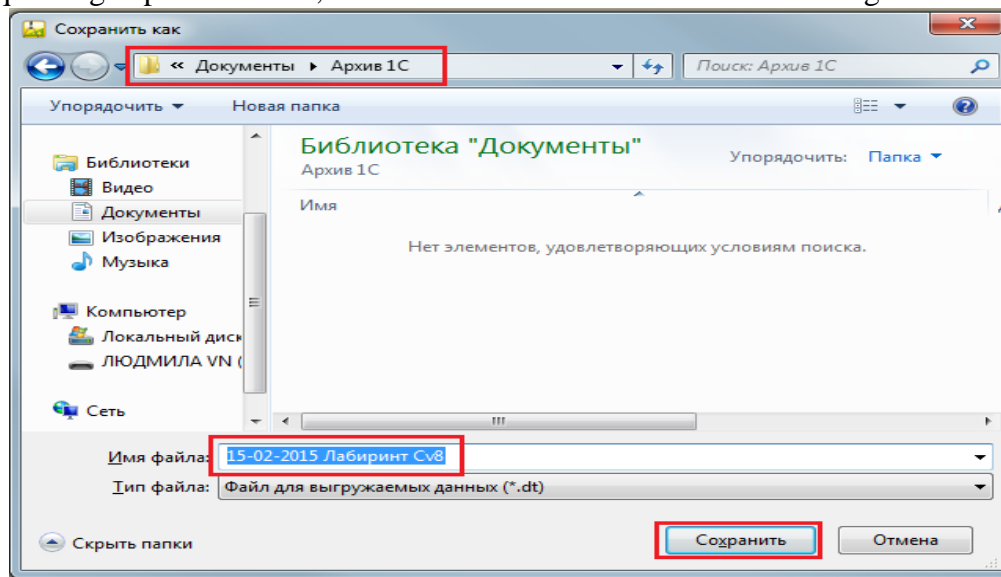 Сохранить как
« Документы ▸ Архив 1С
Поиск: Архив 1С
Упорядочить
Новая папка
Библиотеки
Видео
Документы
Изображения
Музыка
Компьютер
Локальный диск
ЛЮДМИЛА VN (
Сеть
Библиотека "Документы"
Архив 1С
Упорядочить: Папка
Имя
Нет элементов, удовлетворяющих условиям поиска.
Имя файла: 15-02-2015 Лабиринт Cv8
Тип файла: Файл для выгружаемых данных (*.dt)
Скрыть папки
Сохранить
Отмена